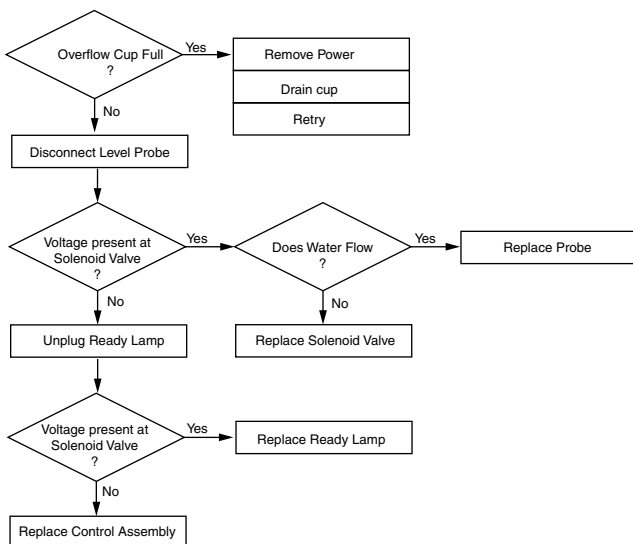 Overflow Cup Full
?
Yes
Remove Power
Drain cup
Retry
No
Disconnect Level Probe
Voltage present at
Solenoid Valve
?
Yes
Does Water Flow
?
Yes
Replace Probe
No
No
Unplug Ready Lamp
Replace Solenoid Valve
Voltage present at
Solenoid Valve
?
Yes
Replace Ready Lamp
No
Replace Control Assembly